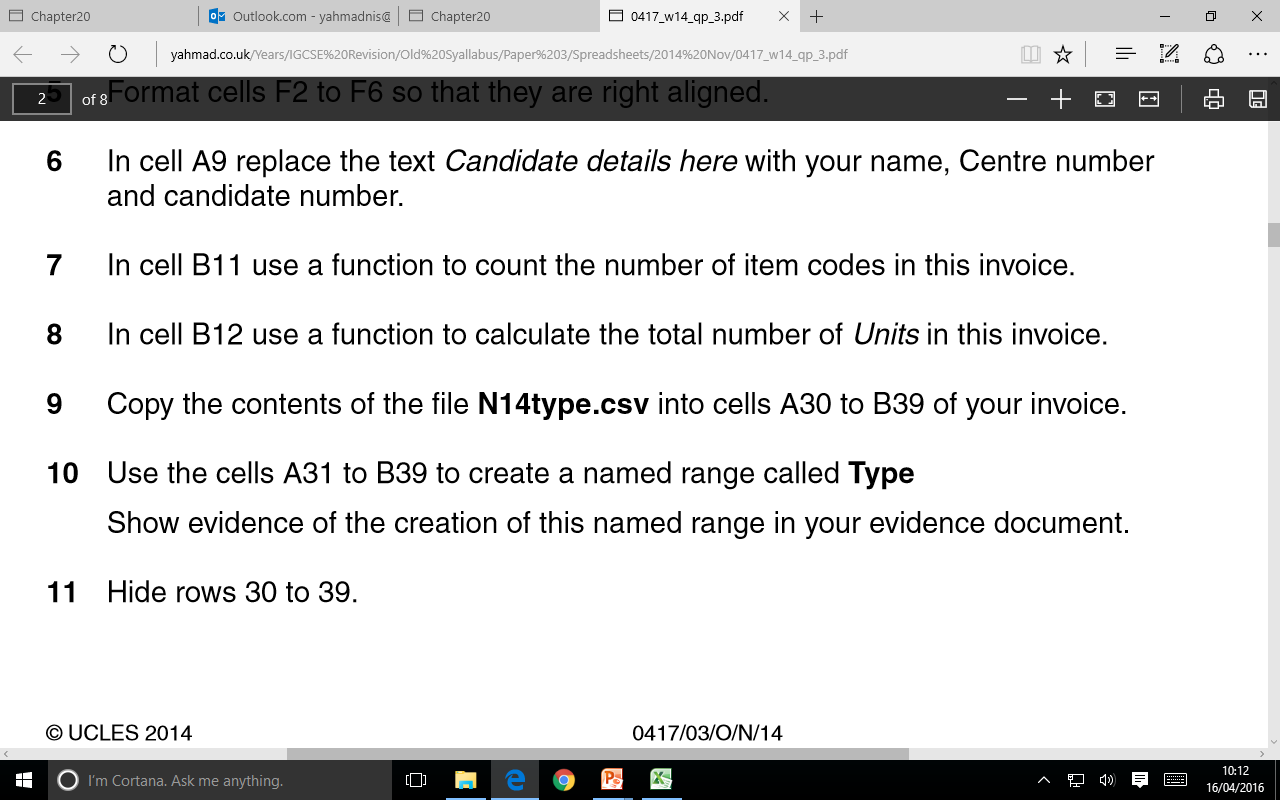 Chapter20
Outlook.com - yahmadnis@
Chapter20
0417_w14_qp_3.pdf
yahmad.co.uk/Years/IGCSE%20Revision/Old%20Syallabus/Paper%203/Spreadsheets/2014%20Nov/0417_w14_qp_3.pdf
5 Format cells F2 to F6 so that they are right aligned.
2 of 8
6 In cell A9 replace the text Candidate details here with your name, Centre number
and candidate number.
7 In cell B11 use a function to count the number of item codes in this invoice.
8 In cell B12 use a function to calculate the total number of Units in this invoice.
9 Copy the contents of the file N14type.csv into cells A30 to B39 of your invoice.
10 Use the cells A31 to B39 to create a named range called Type
Show evidence of the creation of this named range in your evidence document.
11 Hide rows 30 to 39.
© UCLES 2014
0417/03/O/N/14
I'm Cortana. Ask me anything.
10:12
16/04/2016